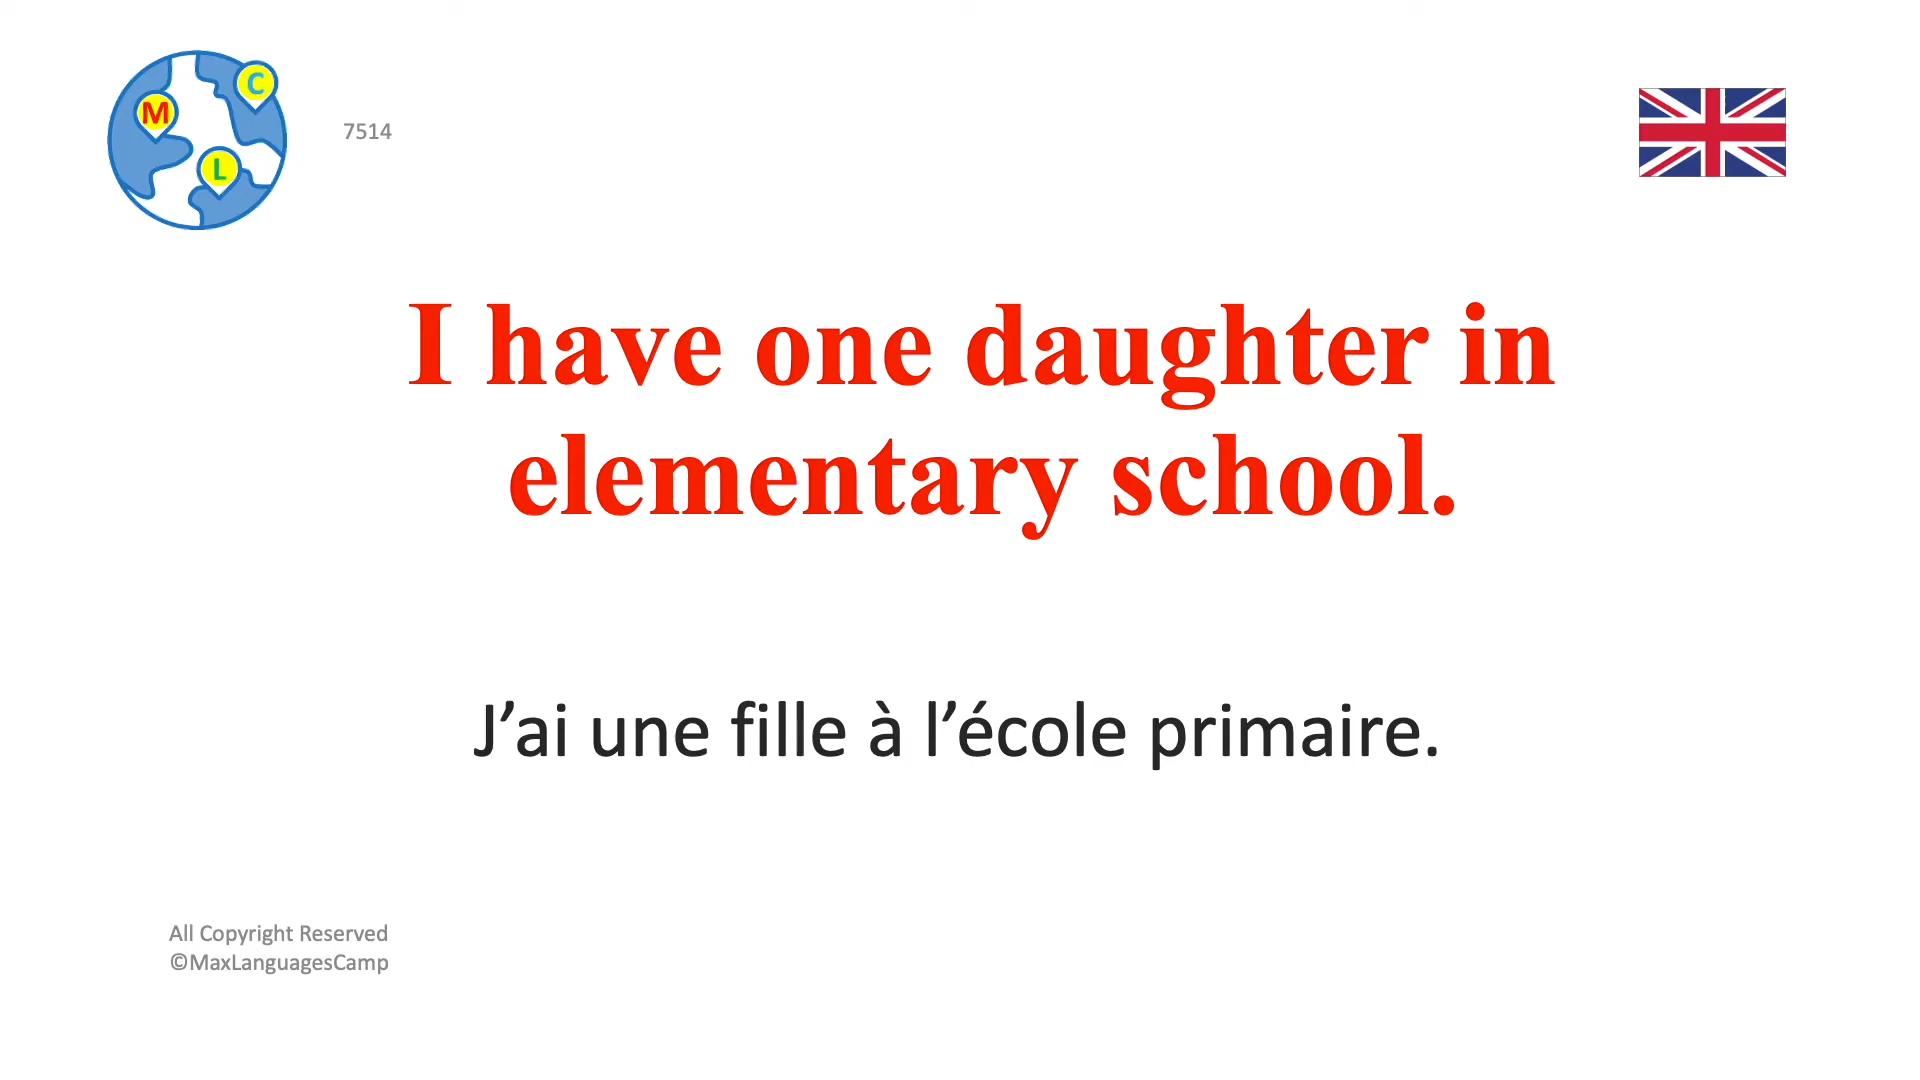 M
C
L
7514
I have one daughter in
elementary school.
J’ai une fille à l’école primaire.
All Copyright Reserved
©MaxLanguagesCamp